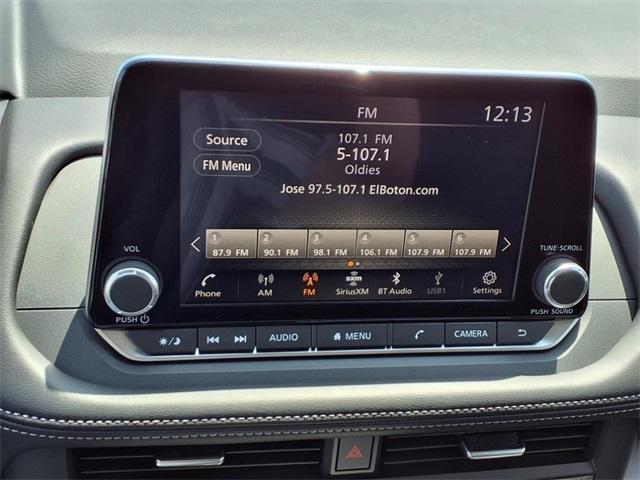 FM 12:13
Source
FM Menu
107.1 FM
5-107.1
Oldies
Jose 97.5-107.1 ElBoton.com
1 2 3 4 5 6
87.9 FM 90.1 FM 98.1 FM 106.1 FM 107.9 FM 107.9 FM
Phone AM FM SXM SiriusXM BT Audio USB1 Settings
VOL
PUSH
TUNE·SCROLL
PUSH SOUND
AUDIO MENU CAMERA